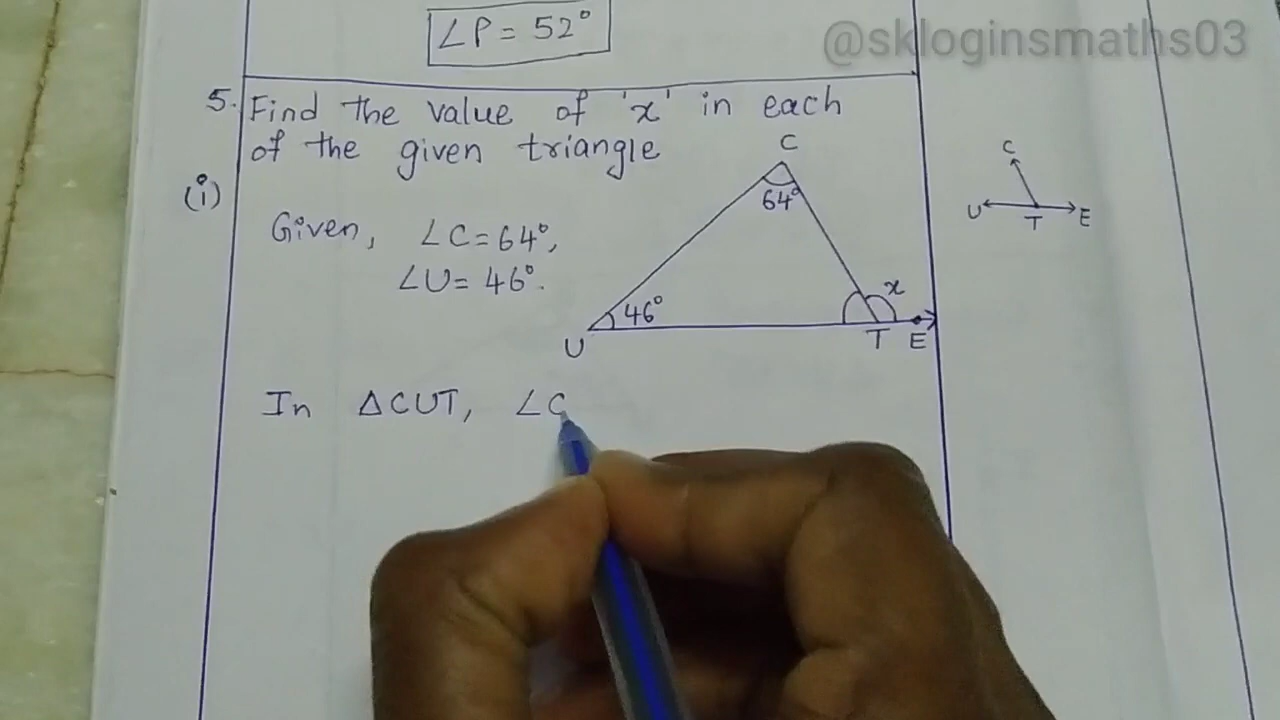 ∠P = 52°
@skloginsmaths03
5. Find the value of 'x' in each
of the given triangle
(i)
Given, ∠C = 64°,
∠U = 46°.
C
64°
46°
x
U
T
E
C
U
T
E
In ΔCUT, ∠C